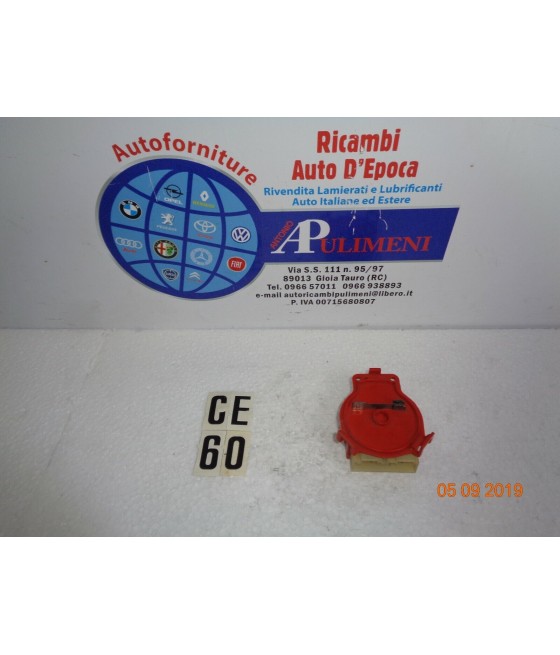 Autoforniture
Ricambi
Auto D'Epoca
Rivendita Lamierati e Lubrificanti
Auto Italiane ed Estere
ANTONIO
PULIMENI
Via S.S. 111 n. 95/97
89013 Gioia Tauro (RC)
Tel. 0966 57011 0966 938893
e-mail autoricambipulimeni@libero.it
P. IVA 00715680807
OPEL
BMW
FIAT
CE
60
05 09 2019